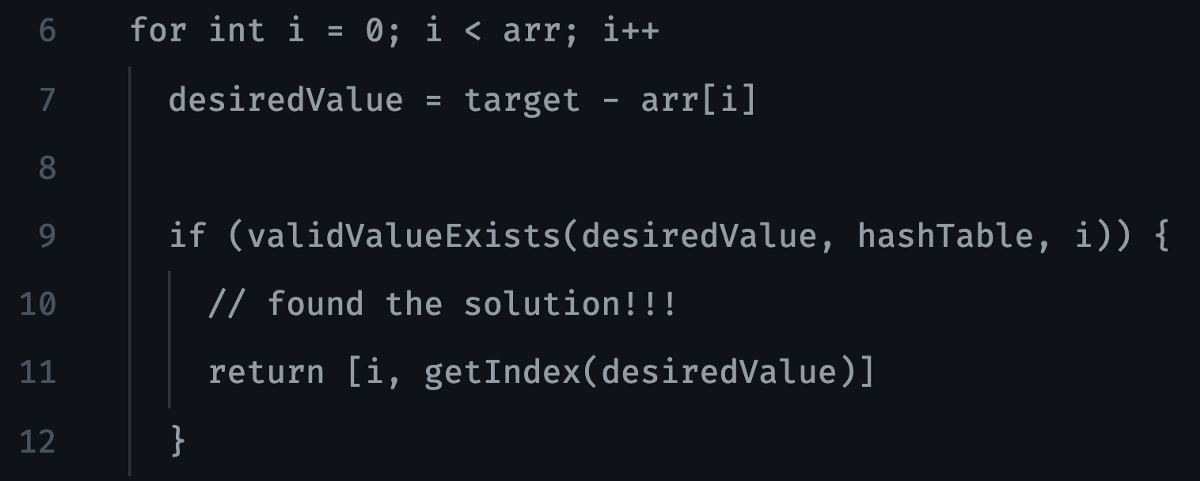 6 for int i = 0; i < arr; i++
7 desiredValue = target - arr[i]
8
9 if (validValueExists(desiredValue, hashTable, i)) {
10 // found the solution!!!
11 return [i, getIndex(desiredValue)]
12 }